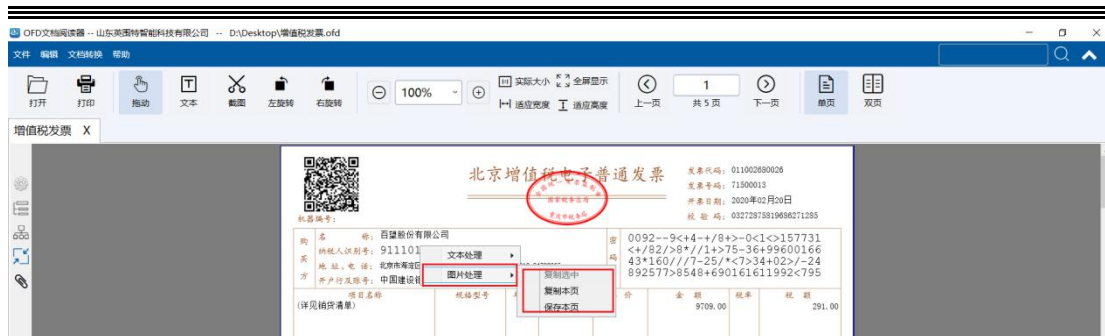 OFD文档阅读器 -- 山东英图特智能科技有限公司 -- D:\Desktop\增值税发票.ofd
文件 编辑 文档转换 帮助
打开 打印 拖动 文本 截图 左旋转 右旋转 100% 实际大小 全屏显示 适应宽度 适应高度 上一页 1 共 5 页 下一页 单页 双页
增值税发票 X
北京增值税电子普通发票
发票代码: 011002680026
发票号码: 71500013
开票日期: 2020年02月20日
校 验 码: 03272875819686271285
机器编号:
购买方
名 称: 百望股份有限公司
纳税人识别号: 911101
地 址、电 话: 北京市海淀区
开户行及账号: 中国建设银
密码
0092--9<+4-+/8+>-0<1<>157731
<+/82/>8*//1+>75-36+99600166
43*160///7-25/*<7>34+02>/-24
892577>8548+690161611992<795
文本处理
图片处理
复制选中
复制本页
保存本页
项目名称 规格型号 价 金 额 税率 税 额
(详见销货清单) 9709.00 291.00